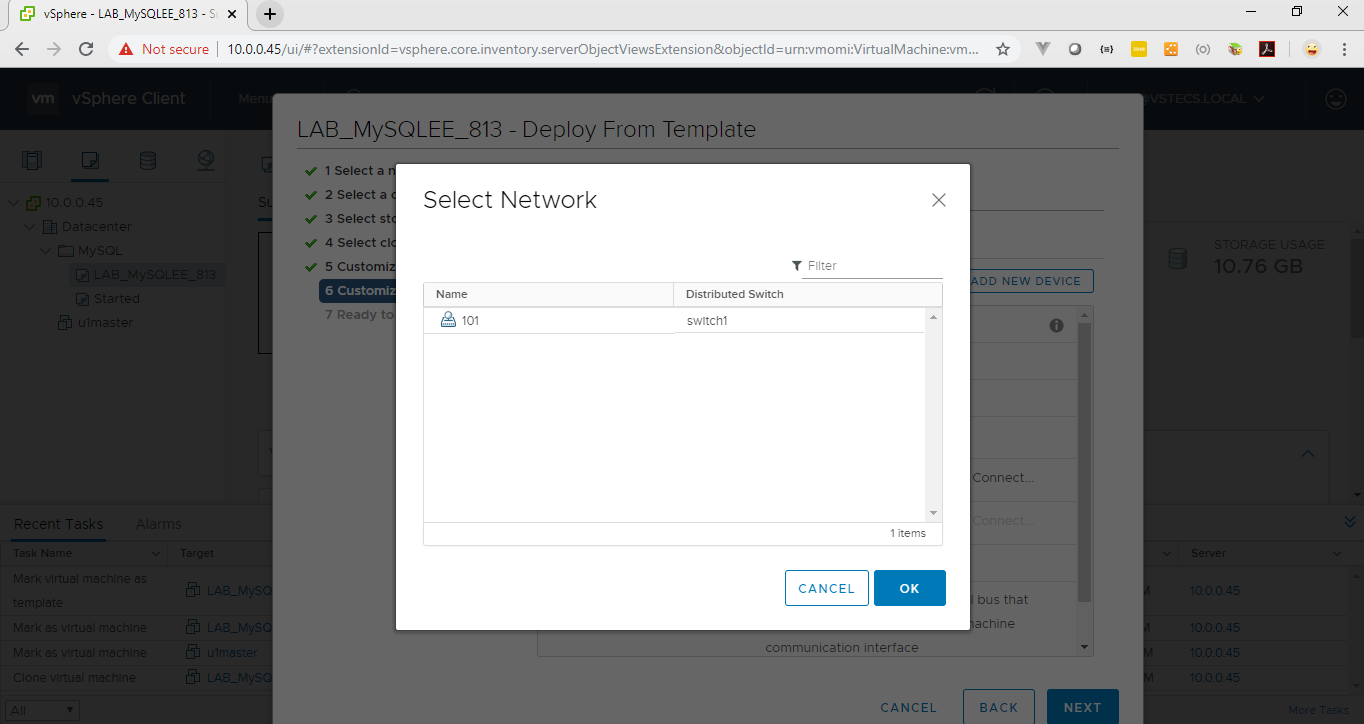 vSphere - LAB_MySQLEE_813 - S
Not secure
10.0.0.45/ui/#?extensionId=vsphere.core.inventory.serverObjectViewsExtension&objectId=urn:vmomi:VirtualMachine:vm...
vm vSphere Client
Menu
@VSTECS.LOCAL
LAB_MySQLEE_813 - Deploy From Template
10.0.0.45
Datacenter
MySQL
LAB_MySQLEE_813
Started
u1master
1 Select a n
2 Select a c
3 Select sto
4 Select clo
5 Customiz
6 Customiz
7 Ready to
Select Network
Filter
Name Distributed Switch
101 switch1
1 items
CANCEL OK
STORAGE USAGE
10.76 GB
ADD NEW DEVICE
Connect...
Connect...
l bus that
machine
communication interface
CANCEL BACK NEXT
Recent Tasks Alarms
Task Name Target Server
Mark virtual machine as
template
LAB_MySQ M 10.0.0.45
Mark as virtual machine LAB_MySQ M 10.0.0.45
Mark as virtual machine u1master M 10.0.0.45
Clone virtual machine LAB_MySQ M 10.0.0.45
All
More Tasks